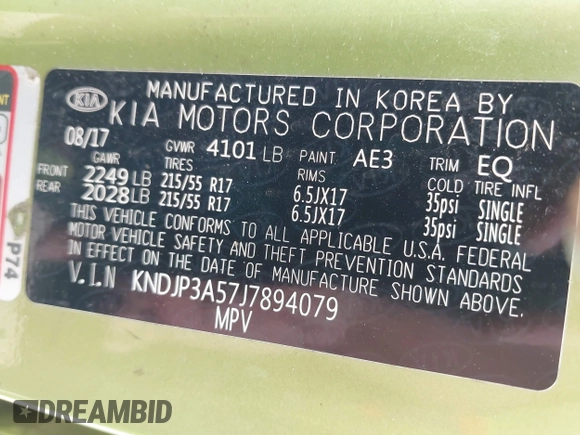 KIA
MANUFACTURED IN KOREA BY
KIA MOTORS CORPORATION
08/17 GVWR 4101 LB PAINT AE3 TRIM EQ
GAWR TIRES RIMS COLD TIRE INFL
FRONT 2249 LB 215/55 R17 6.5JX17 35psi SINGLE
REAR 2028 LB 215/55 R17 6.5JX17 35psi SINGLE
THIS VEHICLE CONFORMS TO ALL APPLICABLE U.S.A. FEDERAL
MOTOR VEHICLE SAFETY AND THEFT PREVENTION STANDARDS
IN EFFECT ON THE DATE OF MANUFACTURE SHOWN ABOVE.
V.I.N KNDJP3A57J7894079
MPV
P74
DREAMBID